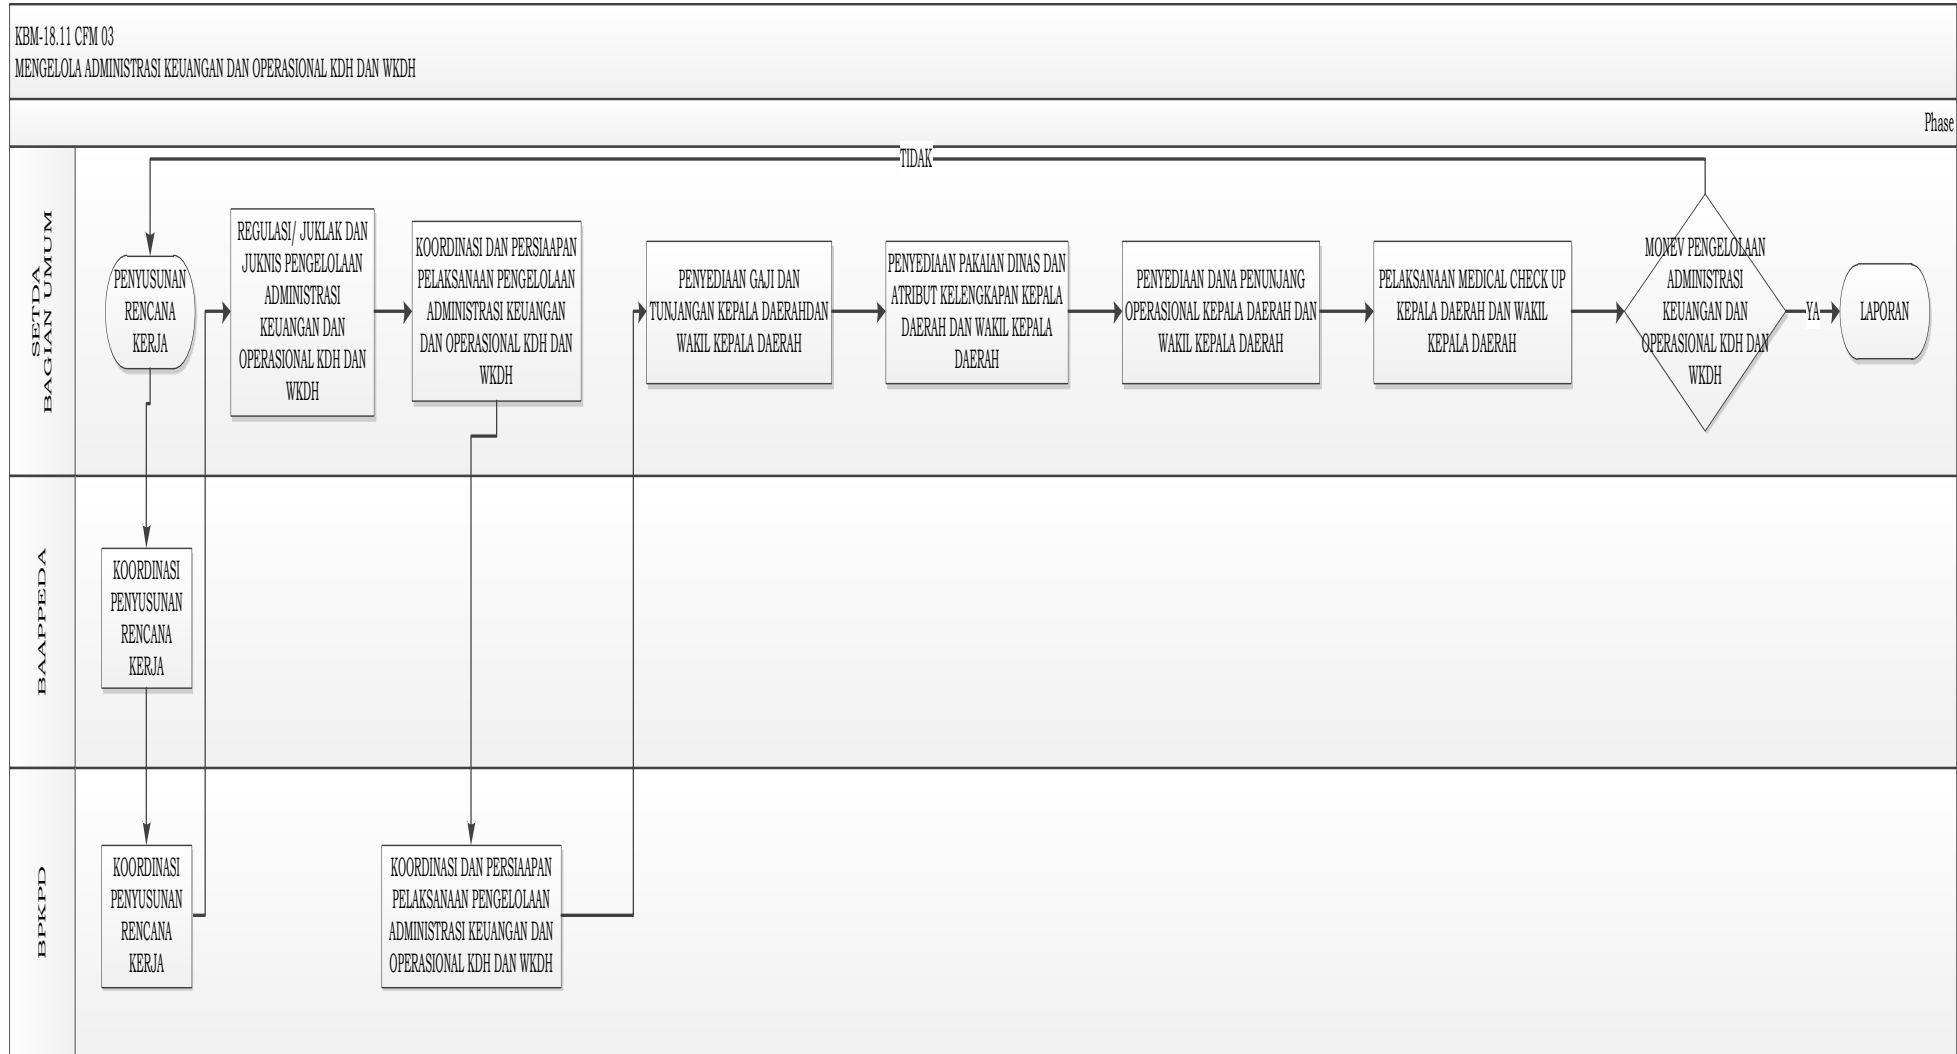 KBM-18.11 CFM 03
MENGELOLA ADMINISTRASI KEUANGAN DAN OPERASIONAL KDH DAN WKDH
Phase
TIDAK
SETDA
BAGIAN UMUM
PENYUSUNAN
RENCANA
KERJA
REGULASI/ JUKLAK DAN
JUKNIS PENGELOLAAN
ADMINISTRASI
KEUANGAN DAN
OPERASIONAL KDH DAN
WKDH
KOORDINASI DAN PERSIAAPAN
PELAKSANAAN PENGELOLAAN
ADMINISTRASI KEUANGAN
DAN OPERASIONAL KDH DAN
WKDH
PENYEDIAAN GAJI DAN
TUNJANGAN KEPALA DAERAHDAN
WAKIL KEPALA DAERAH
PENYEDIAAN PAKAIAN DINAS DAN
ATRIBUT KELENGKAPAN KEPALA
DAERAH DAN WAKIL KEPALA
DAERAH
PENYEDIAAN DANA PENUNJANG
OPERASIONAL KEPALA DAERAH DAN
WAKIL KEPALA DAERAH
PELAKSANAAN MEDICAL CHECK UP
KEPALA DAERAH DAN WAKIL
KEPALA DAERAH
MONEV PENGELOLAAN
ADMINISTRASI
KEUANGAN DAN
OPERASIONAL KDH DAN
WKDH
YA
LAPORAN
BAAPPEDA
KOORDINASI
PENYUSUNAN
RENCANA
KERJA
BPKPD
KOORDINASI
PENYUSUNAN
RENCANA
KERJA
KOORDINASI DAN PERSIAAPAN
PELAKSANAAN PENGELOLAAN
ADMINISTRASI KEUANGAN DAN
OPERASIONAL KDH DAN WKDH